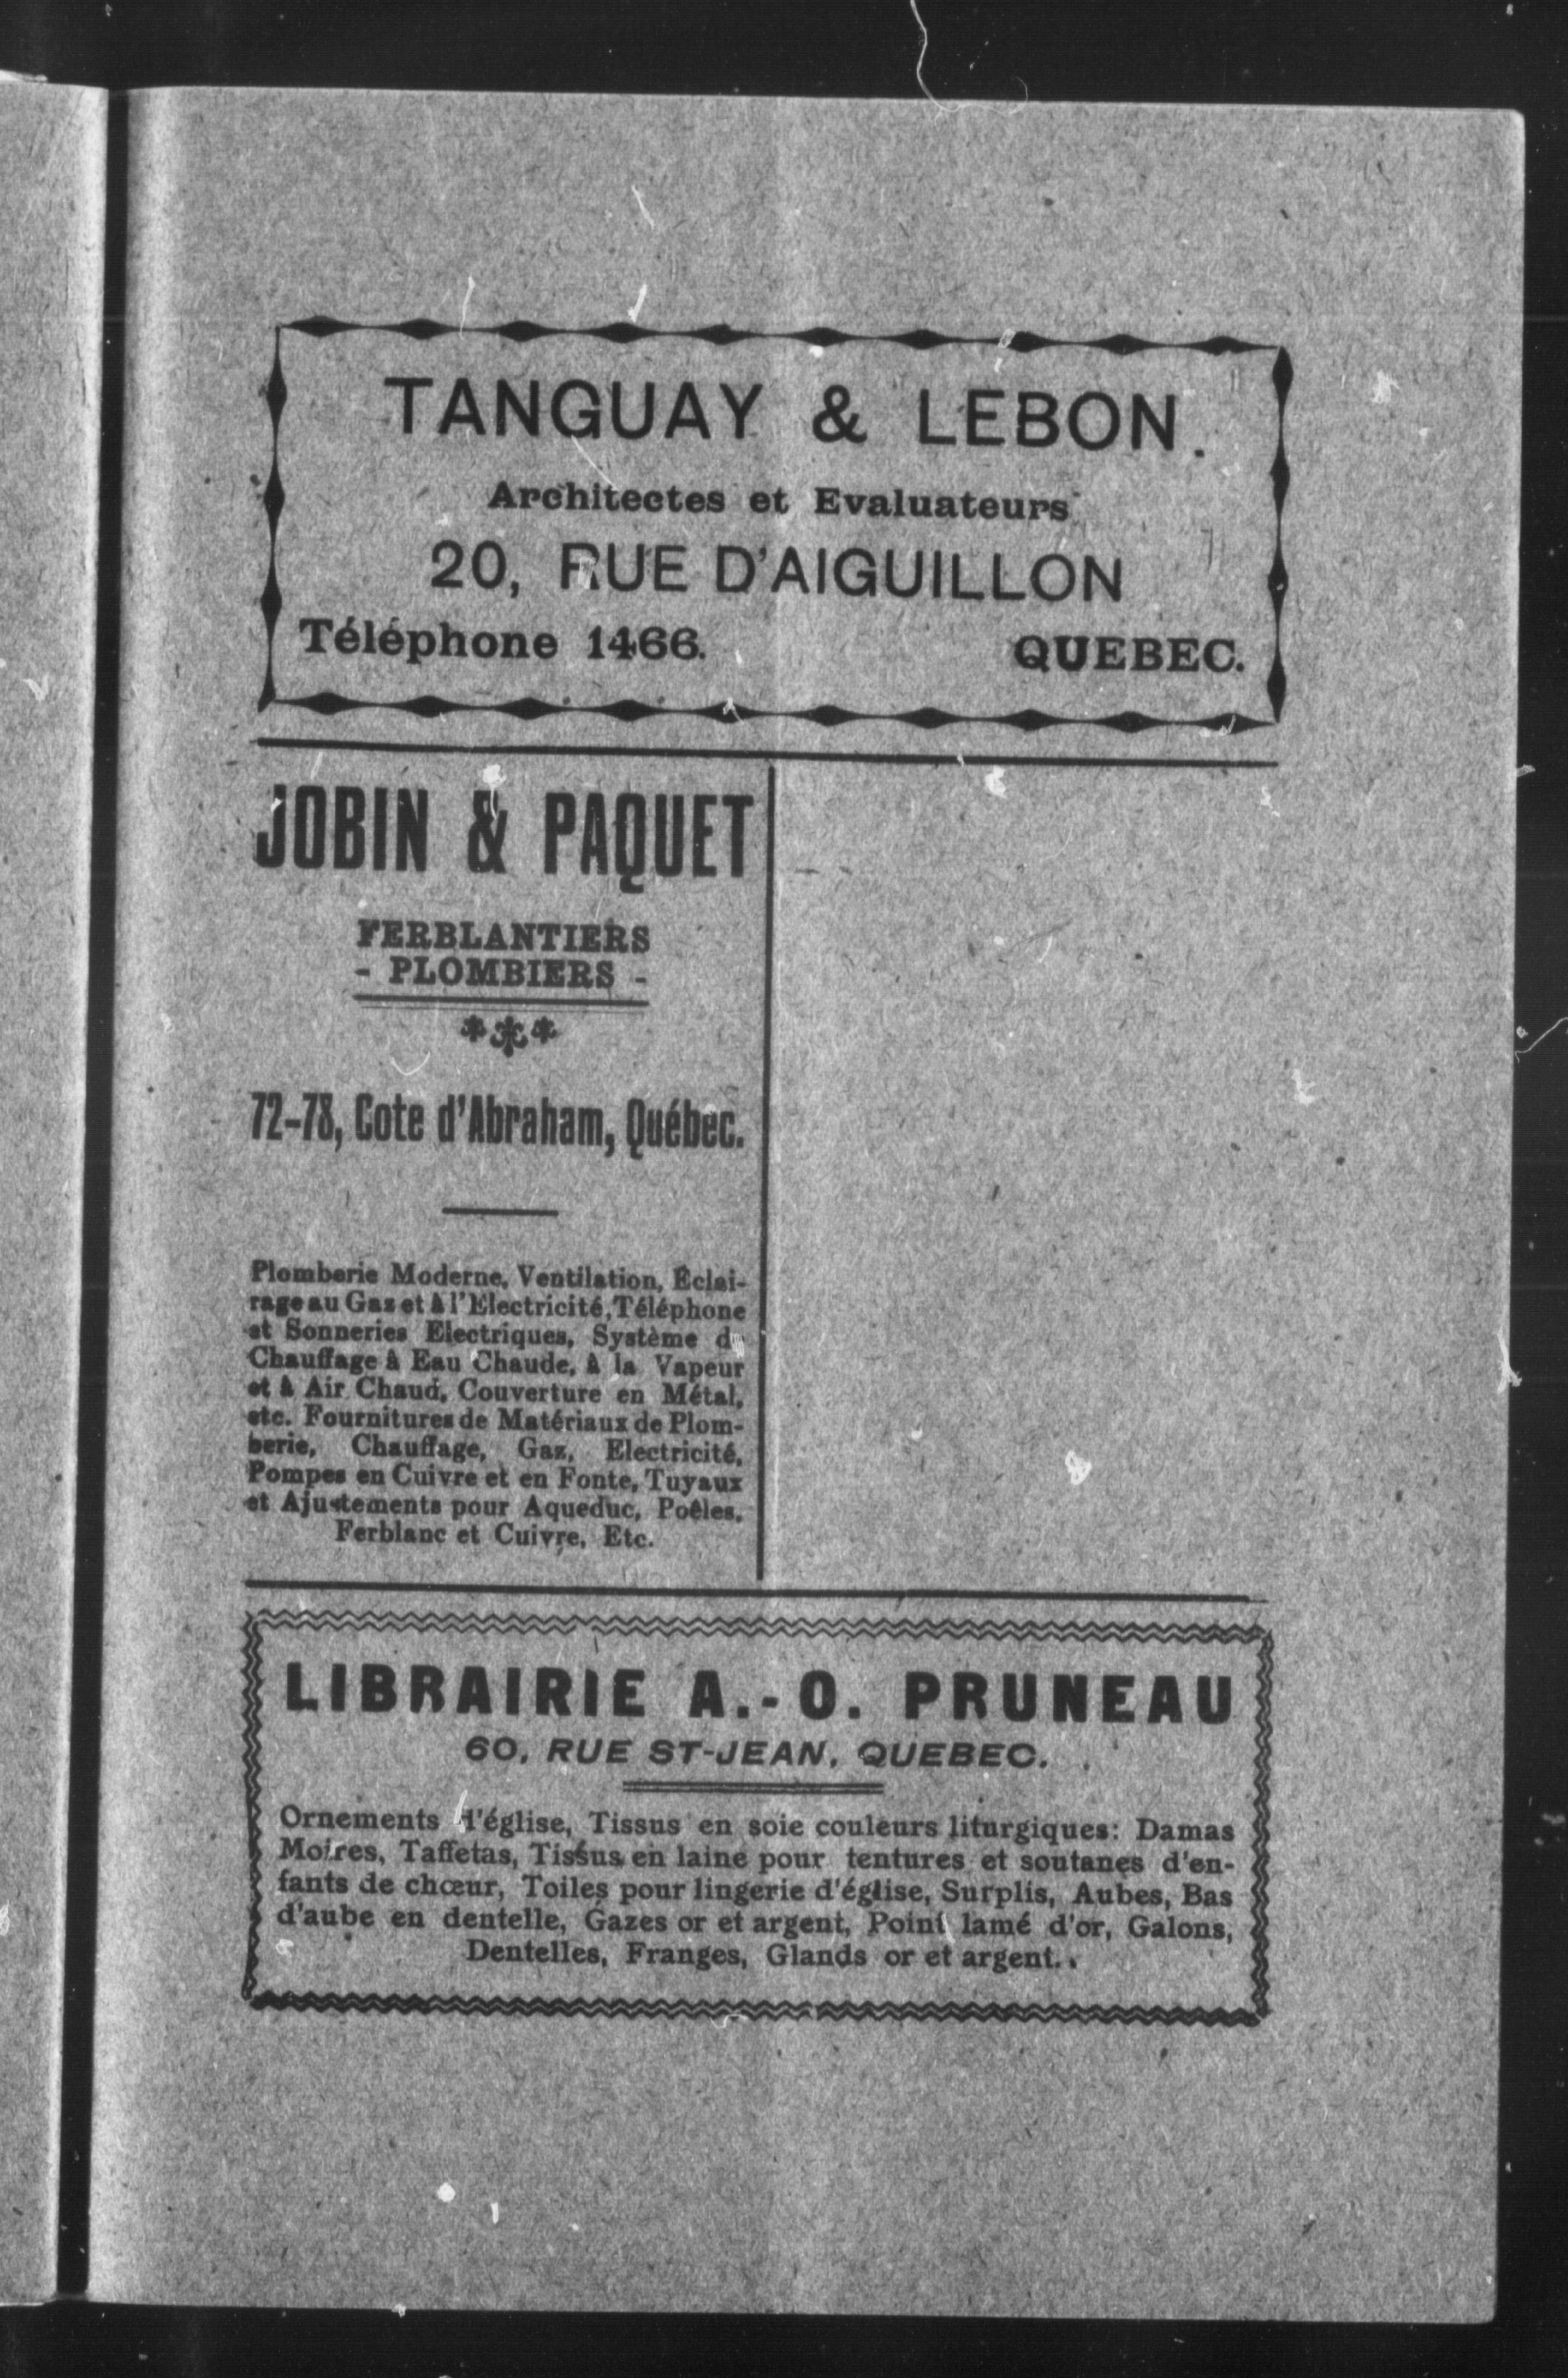 TANGUAY & LEBON.
Architectes et Evaluateurs
20, RUE D'AIGUILLON
Téléphone 1466. QUEBEC.
JOBIN & PAQUET
FERBLANTIERS
- PLOMBIERS -
72-78, Cote d'Abraham, Québec.
Plomberie Moderne, Ventilation, Éclai-
rage au Gaz et à l'Electricité, Téléphone
et Sonneries Electriques, Système de
Chauffage à Eau Chaude, à la Vapeur
et à Air Chaud, Couverture en Métal,
etc. Fournitures de Matériaux de Plom-
berie, Chauffage, Gaz, Electricité,
Pompes en Cuivre et en Fonte, Tuyaux
et Ajustements pour Aqueduc, Poêles,
Ferblanc et Cuivre, Etc.
LIBRAIRIE A.-O. PRUNEAU
60, RUE ST-JEAN, QUEBEC.
Ornements d'église, Tissus en soie couleurs liturgiques: Damas
Moires, Taffetas, Tissus en laine pour tentures et soutanes d'en-
fants de chœur, Toiles pour lingerie d'église, Surplis, Aubes, Bas
d'aube en dentelle, Gazes or et argent, Point lamé d'or, Galons,
Dentelles, Franges, Glands or et argent.